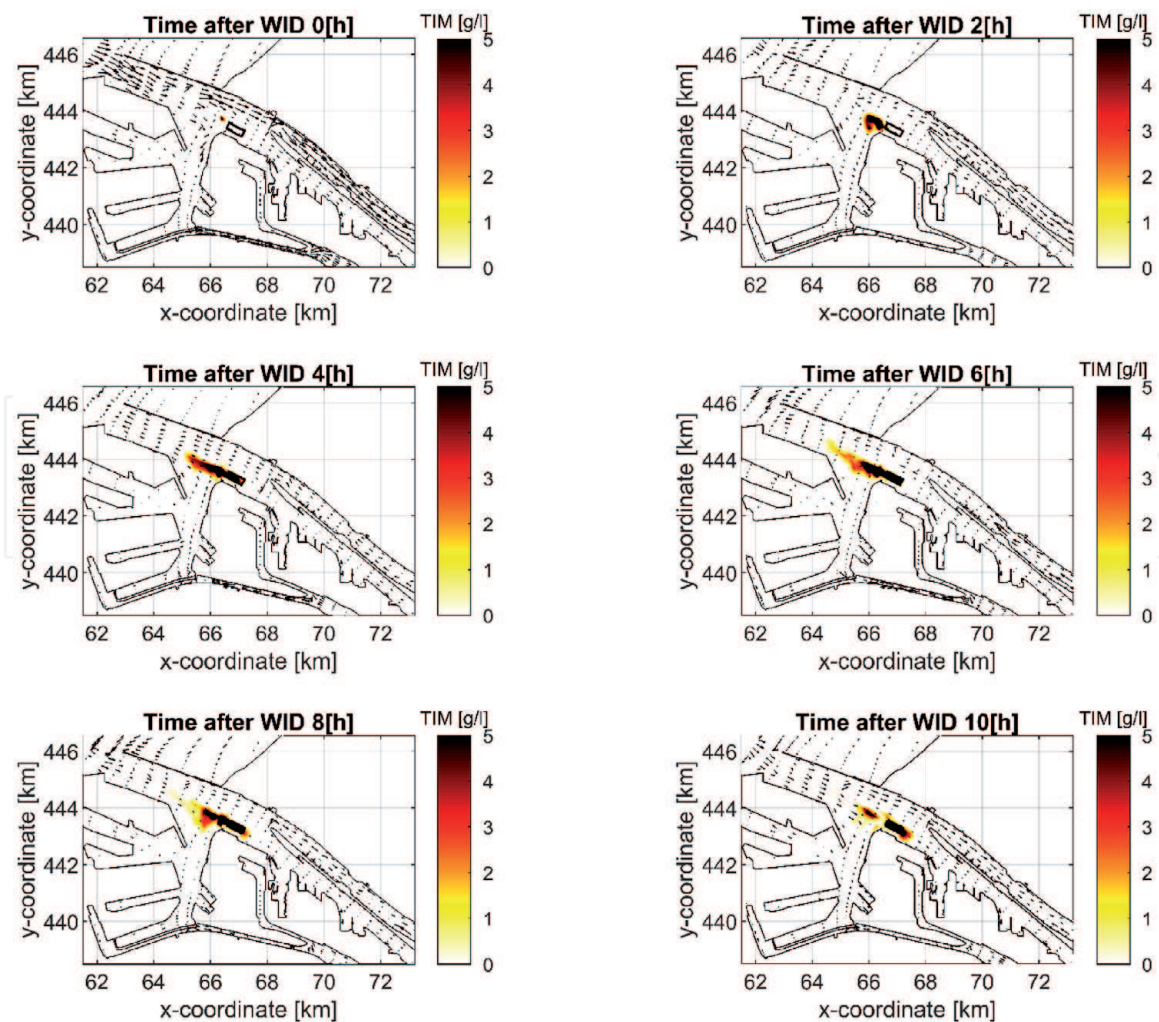 Time after WID 0[h] TIM [g/l]
446
444
442
440
y-coordinate [km]
5
4
3
2
1
0
62 64 66 68 70 72
x-coordinate [km]
Time after WID 2[h] TIM [g/l]
446
444
442
440
y-coordinate [km]
5
4
3
2
1
0
62 64 66 68 70 72
x-coordinate [km]
Time after WID 4[h] TIM [g/l]
446
444
442
440
y-coordinate [km]
5
4
3
2
1
0
62 64 66 68 70 72
x-coordinate [km]
Time after WID 6[h] TIM [g/l]
446
444
442
440
y-coordinate [km]
5
4
3
2
1
0
62 64 66 68 70 72
x-coordinate [km]
Time after WID 8[h] TIM [g/l]
446
444
442
440
y-coordinate [km]
5
4
3
2
1
0
62 64 66 68 70 72
x-coordinate [km]
Time after WID 10[h] TIM [g/l]
446
444
442
440
y-coordinate [km]
5
4
3
2
1
0
62 64 66 68 70 72
x-coordinate [km]